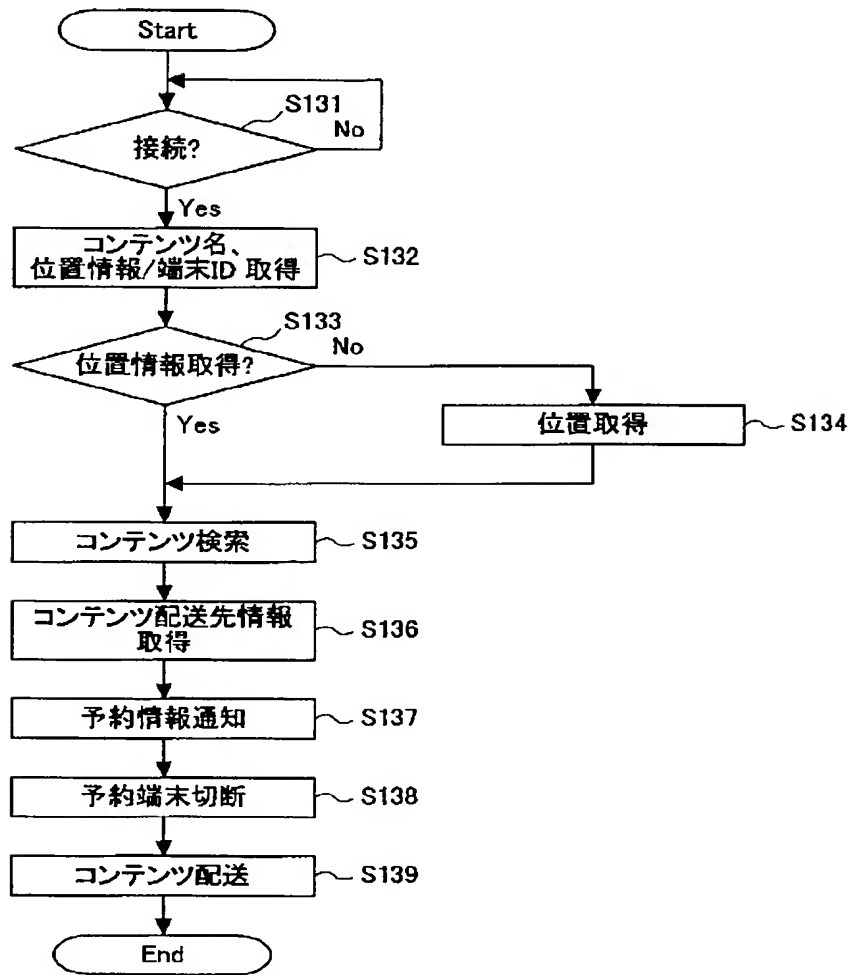 Start
S131
No
接続?
Yes
コンテンツ名、
位置情報/端末ID 取得
S132
S133
No
位置情報取得?
Yes
位置取得
S134
コンテンツ検索
S135
コンテンツ配送先情報
取得
S136
予約情報通知
S137
予約端末切断
S138
コンテンツ配送
S139
End